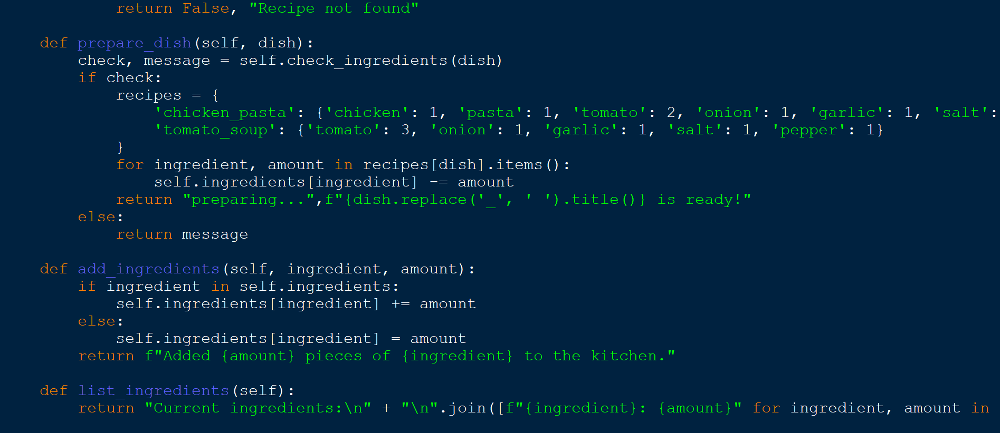 return False, "Recipe not found"
def prepare_dish(self, dish):
check, message = self.check_ingredients(dish)
if check:
recipes = {
'chicken_pasta': {'chicken': 1, 'pasta': 1, 'tomato': 2, 'onion': 1, 'garlic': 1, 'salt':
'tomato_soup': {'tomato': 3, 'onion': 1, 'garlic': 1, 'salt': 1, 'pepper': 1}
}
for ingredient, amount in recipes[dish].items():
self.ingredients[ingredient] -= amount
return "preparing...",f"{dish.replace('_', ' ').title()} is ready!"
else:
return message
def add_ingredients(self, ingredient, amount):
if ingredient in self.ingredients:
self.ingredients[ingredient] += amount
else:
self.ingredients[ingredient] = amount
return f"Added {amount} pieces of {ingredient} to the kitchen."
def list_ingredients(self):
return "Current ingredients:\n" + "\n".join([f"{ingredient}: {amount}" for ingredient, amount in